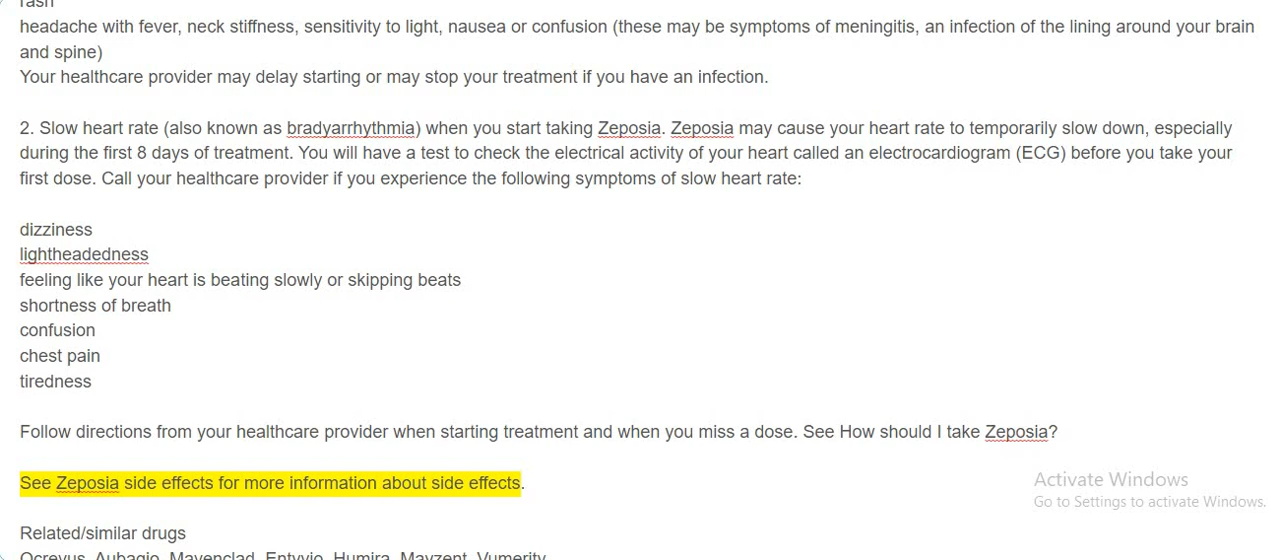 rash
headache with fever, neck stiffness, sensitivity to light, nausea or confusion (these may be symptoms of meningitis, an infection of the lining around your brain
and spine)
Your healthcare provider may delay starting or may stop your treatment if you have an infection.
2. Slow heart rate (also known as bradyarrhythmia) when you start taking Zeposia. Zeposia may cause your heart rate to temporarily slow down, especially
during the first 8 days of treatment. You will have a test to check the electrical activity of your heart called an electrocardiogram (ECG) before you take your
first dose. Call your healthcare provider if you experience the following symptoms of slow heart rate:
dizziness
lightheadedness
feeling like your heart is beating slowly or skipping beats
shortness of breath
confusion
chest pain
tiredness
Follow directions from your healthcare provider when starting treatment and when you miss a dose. See How should I take Zeposia?
See Zeposia side effects for more information about side effects.
Activate Windows
Go to Settings to activate Windows.
Related/similar drugs
Ocrevus, Aubagio, Mavenclad, Entyvio, Humira, Mayzent, Vumerity